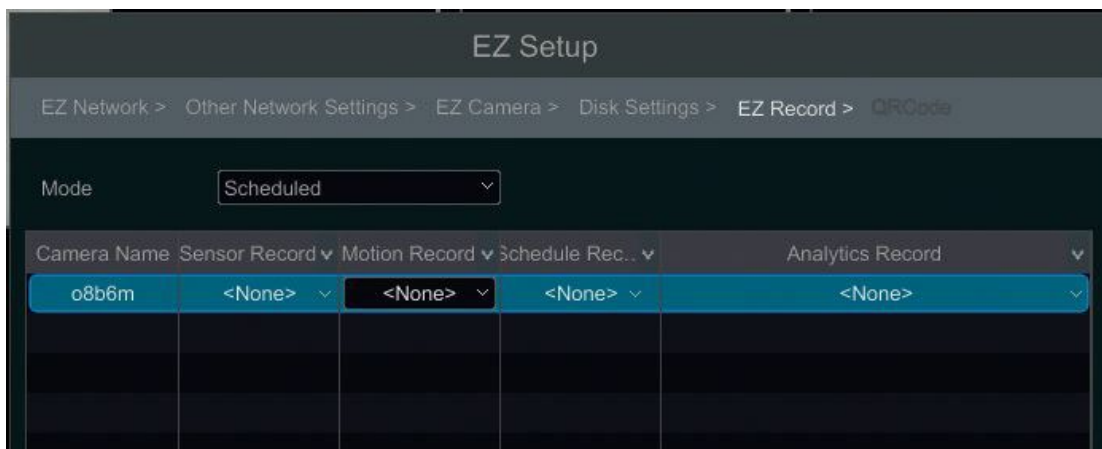 EZ Setup
EZ Network > Other Network Settings > EZ Camera > Disk Settings > EZ Record > QRCode
Mode Scheduled
Camera Name Sensor Record Motion Record Schedule Rec.. Analytics Record
o8b6m <None> <None> <None> <None>